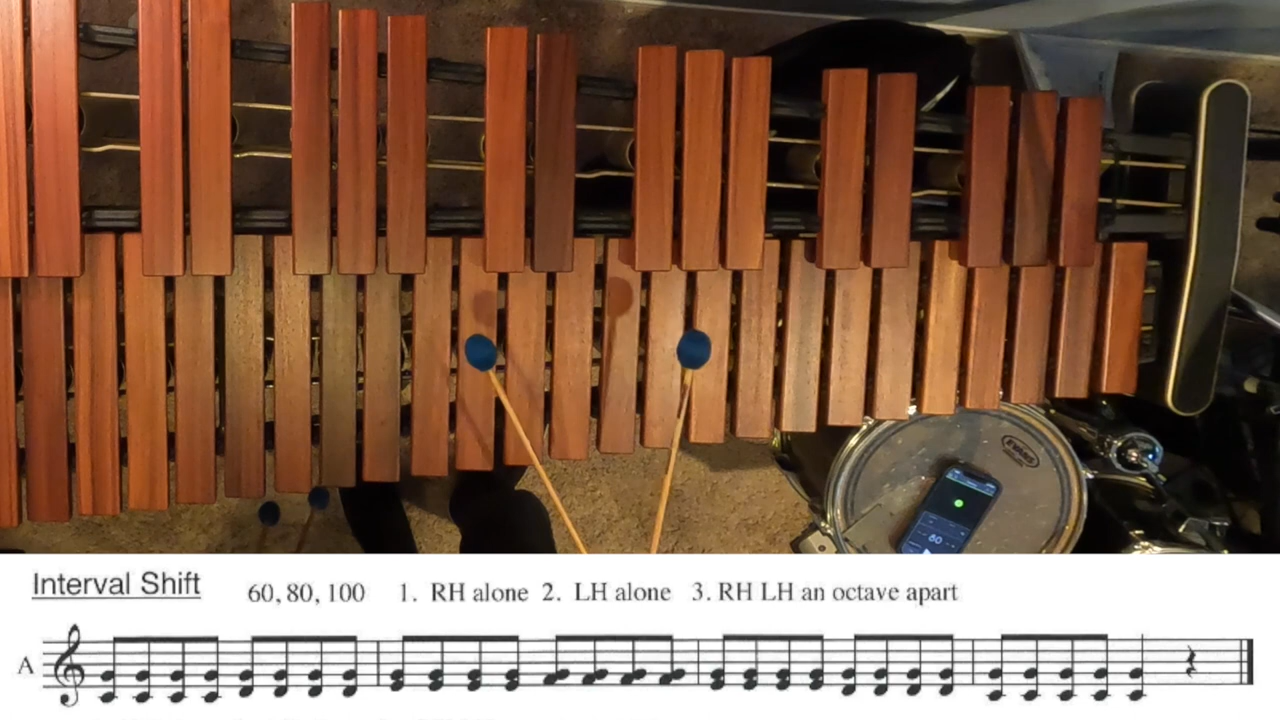 EVANS
60
Interval Shift 60, 80, 100 1. RH alone 2. LH alone 3. RH LH an octave apart
A